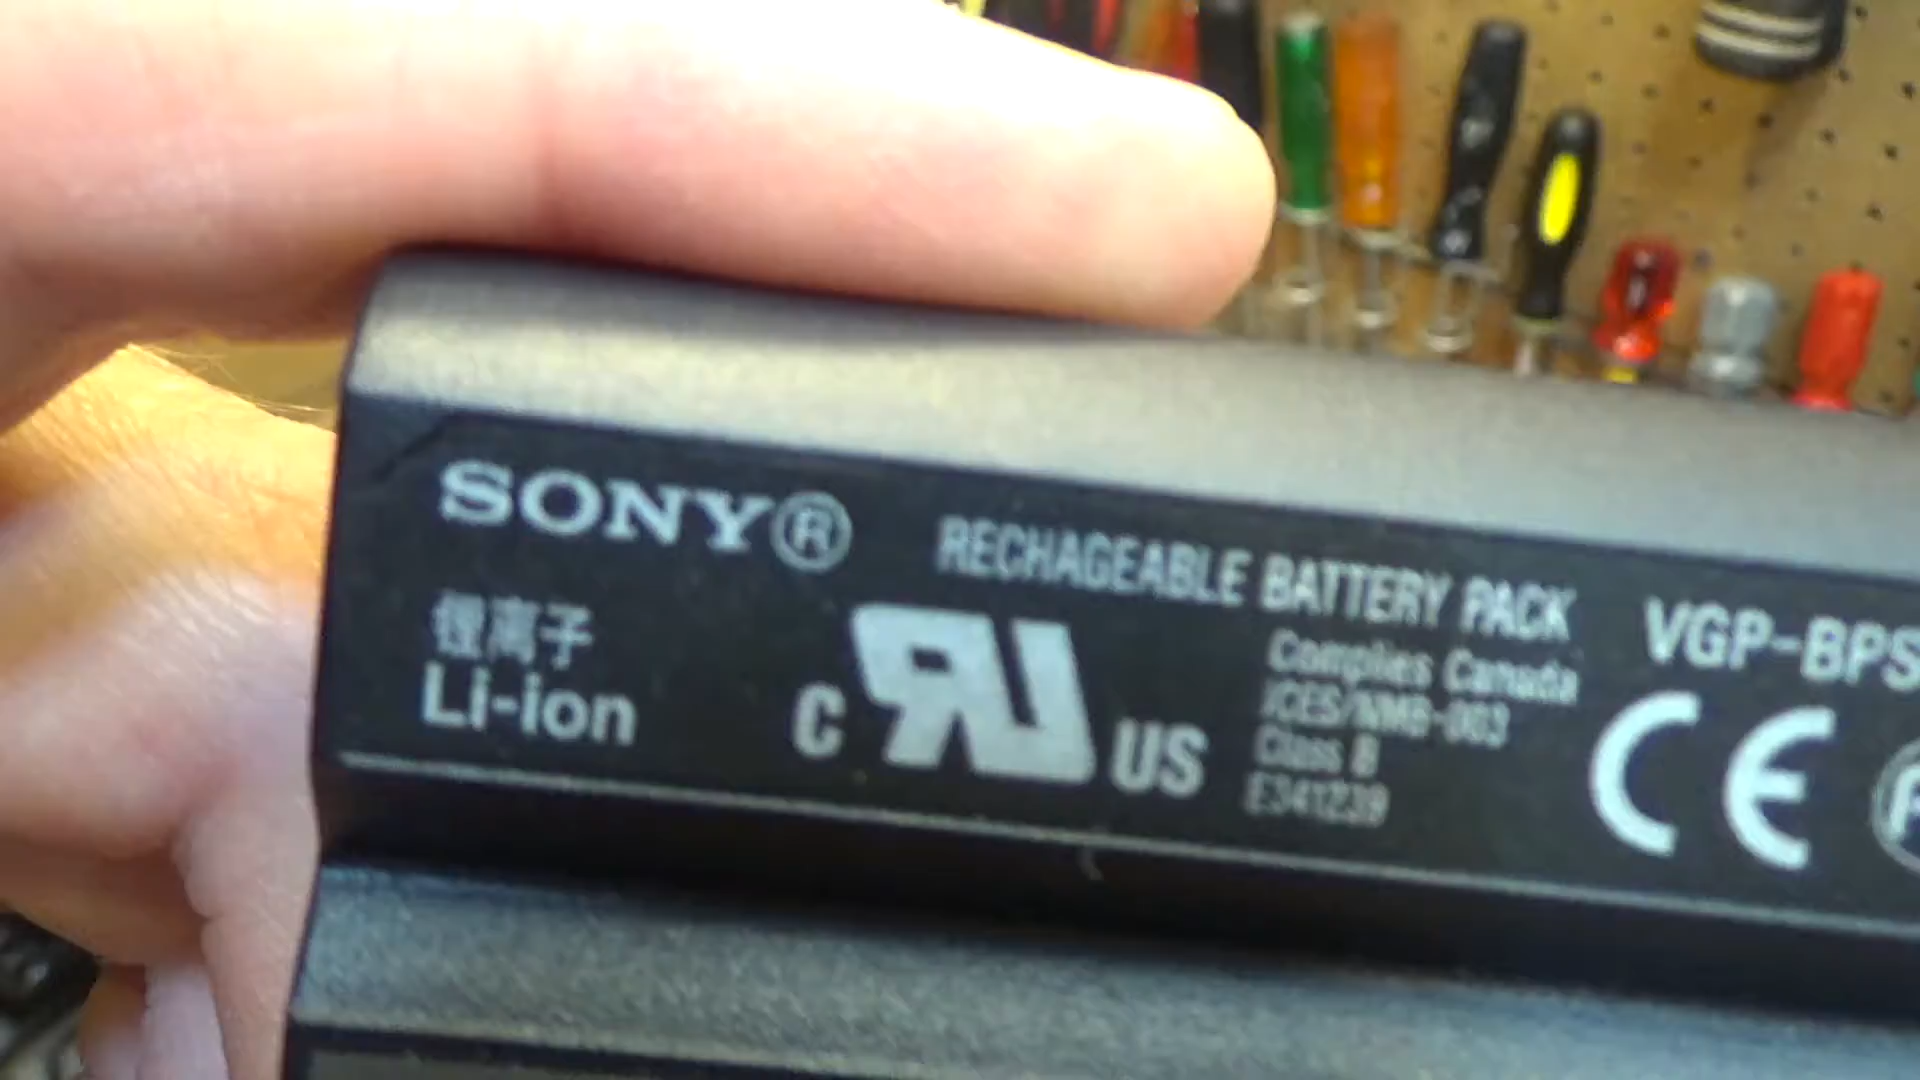 SONY®
RECHAGEABLE BATTERY PACK
VGP-BPS
锂离子
Li-ion
C RU US
Complies Canada
ICES/NMB-003
Class B
E341239
CE